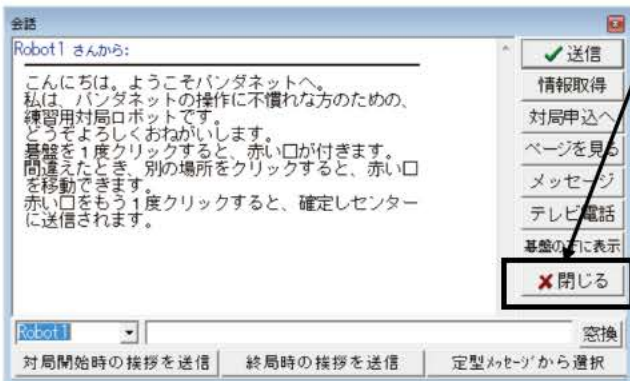 会話
Robot1 さんから:
こんにちは。ようこそパンダネットへ。
私は、パンダネットの操作に不慣れな方のための、
練習用対局ロボットです。
どうぞよろしくおねがいします。
碁盤を1度クリックすると、赤い□が付きます。
間違えたとき、別の場所をクリックすると、赤い□
を移動できます。
赤い□をもう1度クリックすると、確定しセンター
に送信されます。
送信
情報取得
対局申込へ
ページを見る
メッセージ
テレビ電話
碁盤の下に表示
閉じる
Robot1
窓換
対局開始時の挨拶を送信
終局時の挨拶を送信
定型メッセージから選択